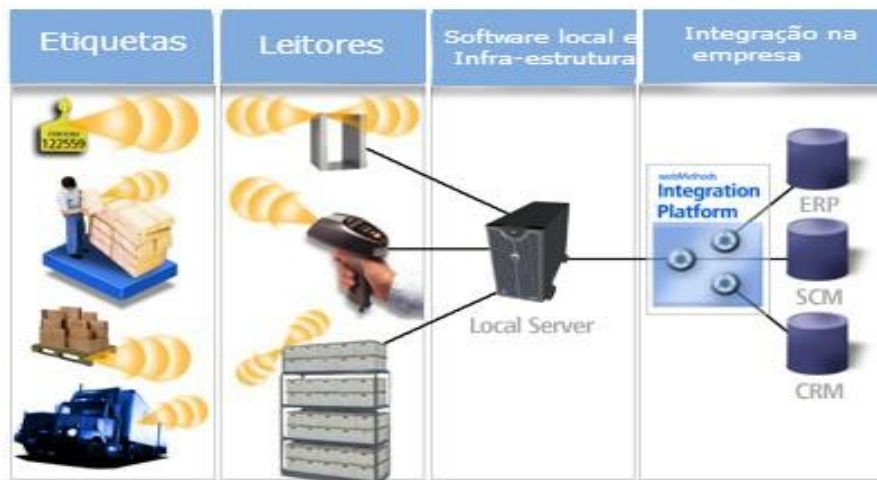 Etiquetas
Leitores
Software local e
Infra-estrutura
Integração na
empresa
122559
webMethods
Integration
Platform
ERP
Local Server
SCM
CRM